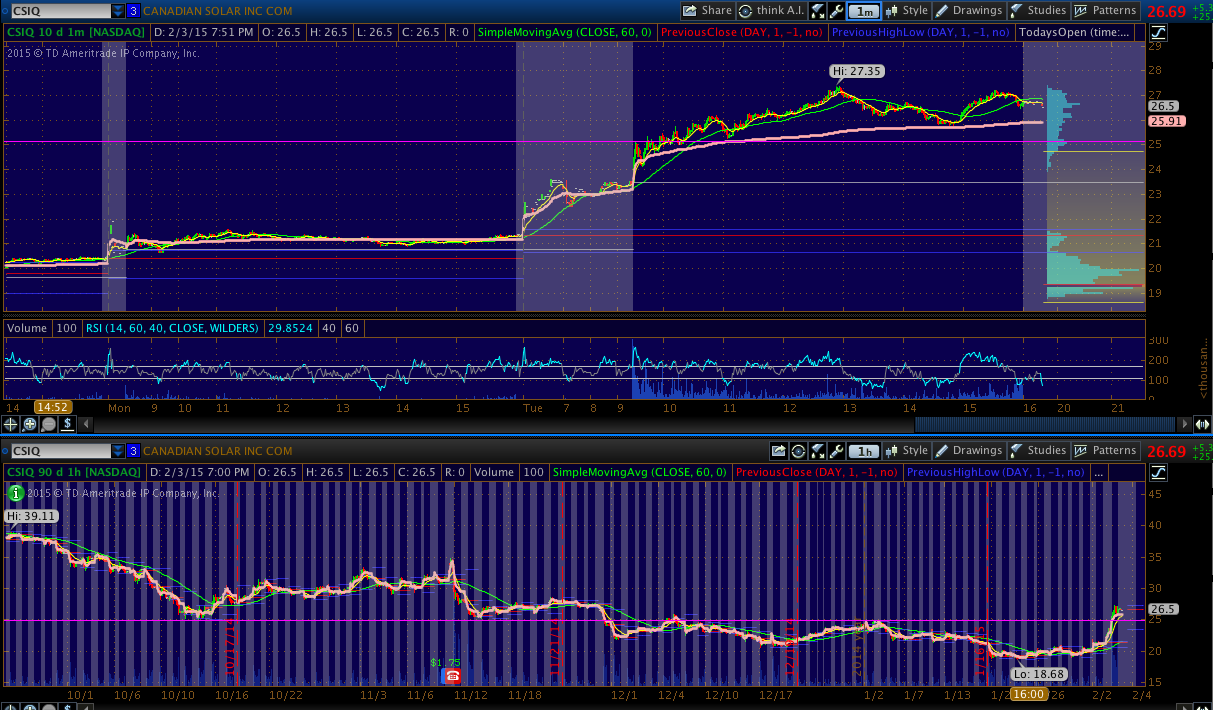 CSIQ 3 CANADIAN SOLAR INC COM Share think A.I. 1m Style Drawings Studies Patterns 26.69
CSIQ 10 d 1m [NASDAQ] D: 2/3/15 7:51 PM O: 26.5 H: 26.5 L: 26.5 C: 26.5 R: 0 SimpleMovingAvg (CLOSE, 60, 0) PreviousClose (DAY, 1, -1, no) PreviousHighLow (DAY, 1, -1, no) TodaysOpen (time:...
2015 © TD Ameritrade IP Company, Inc.
29
Hi: 27.35
28
27
26.5
25.91
25
24
23
22
21
20
19
Volume 100 RSI (14, 60, 40, CLOSE, WILDERS) 29.8524 40 60
300
200
100
0
<thousan...
14 14:52 Mon 9 10 11 12 13 14 15 Tue 7 8 9 10 11 12 13 14 15 16 20 21
$
CSIQ 3 CANADIAN SOLAR INC COM 1h Style Drawings Studies Patterns 26.69
CSIQ 90 d 1h [NASDAQ] D: 2/3/15 7:00 PM O: 26.5 H: 26.5 L: 26.5 C: 26.5 R: 0 Volume 100 SimpleMovingAvg (CLOSE, 60, 0) PreviousClose (DAY, 1, -1, no) PreviousHighLow (DAY, 1, -1, no) ...
2015 © TD Ameritrade IP Company, Inc.
45
Hi: 39.11
40
35
30
26.5
25
20
15
10/17/14
11/21/14
$1.75
Lo: 18.68
10/1 10/6 10/10 10/16 10/22 11/3 11/6 11/12 11/18 12/1 12/4 12/10 12/17 1/2 1/7 1/13 16:00 2/2 2/4